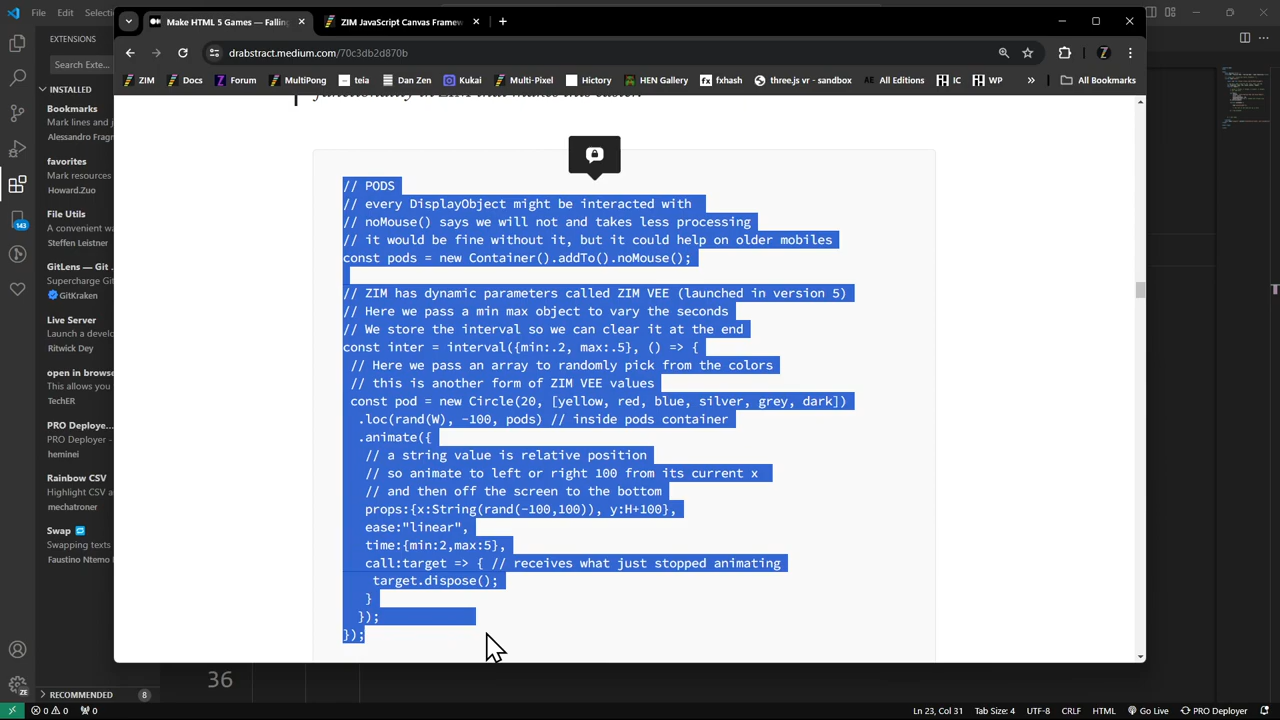 File
Edit
Selec
Make HTML 5 Games — Falling
ZIM JavaScript Canvas Framew
EXTENSIONS
drabstract.medium.com/70c3db2d870b
Search Exte...
ZIM
Docs
Forum
MultiPong
teia
Dan Zen
Kukai
Multi-Pixel
Hictory
HEN Gallery
fxhash
three.js vr - sandbox
All Editions
IC
WP
»
All Bookmarks
INSTALLED
Bookmarks
Mark lines and j
Alessandro Fragn
favorites
Mark resources
Howard.Zuo
File Utils
A convenient wa
Steffen Leistner
GitLens — Git ..
Supercharge Git
GitKraken
Live Server
Launch a develo
Ritwick Dey
open in browser
This allows you
TechER
PRO Deployer...
heminei
Rainbow CSV
Highlight CSV a
mechatroner
Swap
Swapping texts
Faustino Ntemo
RECOMMENDED
8
143
// PODS
// every DisplayObject might be interacted with
// noMouse() says we will not and takes less processing
// it would be fine without it, but it could help on older mobiles
const pods = new Container().addTo().noMouse();
// ZIM has dynamic parameters called ZIM VEE (launched in version 5)
// Here we pass a min max object to vary the seconds
// We store the interval so we can clear it at the end
const inter = interval({min:.2, max:.5}, () => {
// Here we pass an array to randomly pick from the colors
// this is another form of ZIM VEE values
const pod = new Circle(20, [yellow, red, blue, silver, grey, dark])
.loc(rand(W), -100, pods) // inside pods container
.animate({
// a string value is relative position
// so animate to left or right 100 from its current x
// and then off the screen to the bottom
props:{x:String(rand(-100,100)), y:H+100},
ease:"linear",
time:{min:2,max:5},
call:target => { // receives what just stopped animating
target.dispose();
}
});
});
36
0
0
0
Ln 23, Col 31
Tab Size: 4
UTF-8
CRLF
HTML
Go Live
PRO Deployer